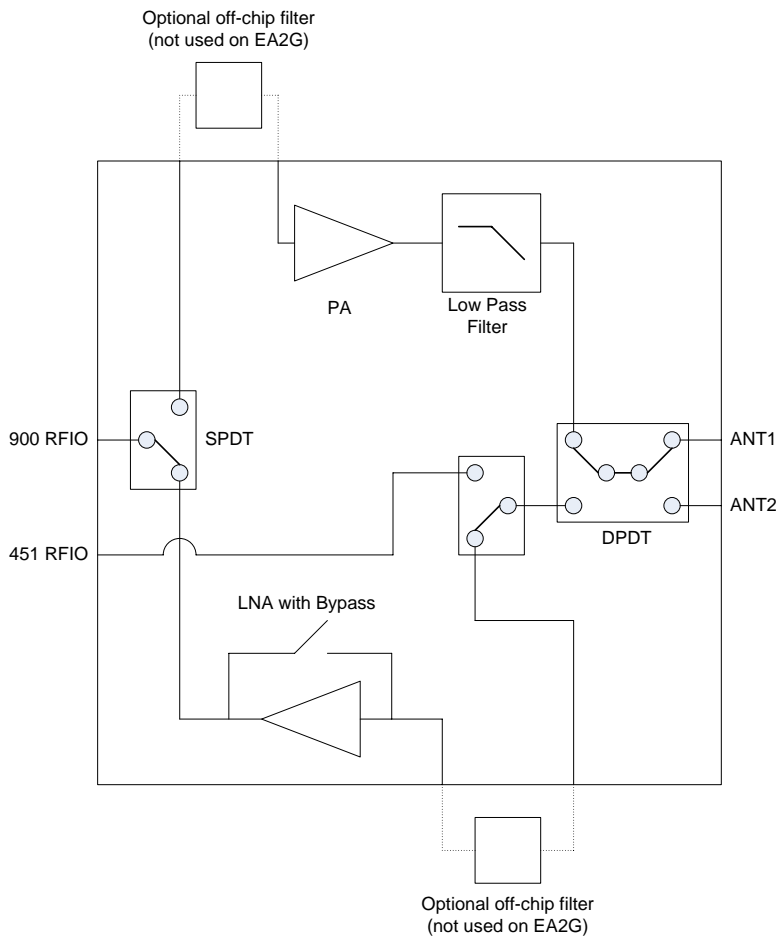 Optional off-chip filter
(not used on EA2G)
PA
Low Pass
Filter
900 RFIO
SPDT
ANT1
ANT2
DPDT
451 RFIO
LNA with Bypass
Optional off-chip filter
(not used on EA2G)